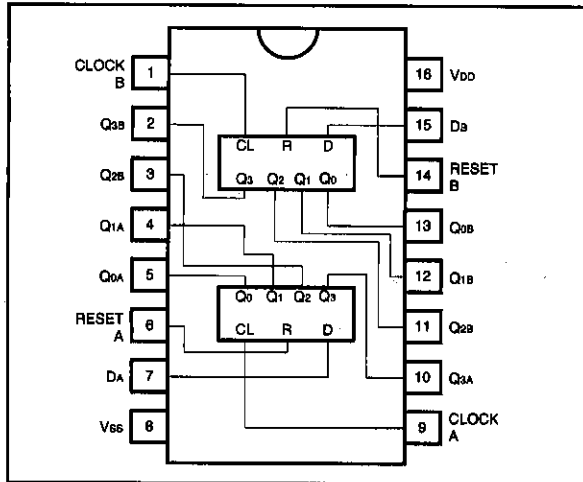 CLOCK
B
1
Q3B
2
Q2B
3
Q1A
4
Q0A
5
RESET
A
6
DA
7
VSS
8
CL R D
Q3 Q2 Q1 Q0
Q0 Q1 Q2 Q3
CL R D
16
VDD
15
DB
14
RESET
B
13
Q0B
12
Q1B
11
Q2B
10
Q3A
9
CLOCK
A